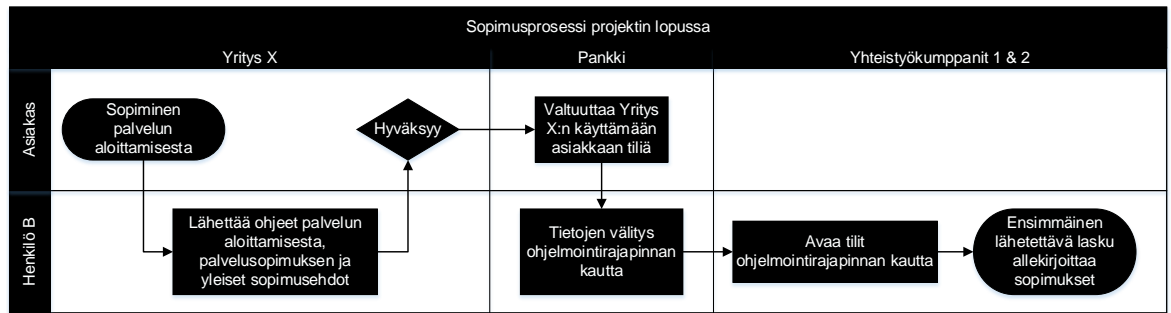 Sopimusprosessi projektin lopussa
Yritys X
Pankki
Yhteistyökumppanit 1 & 2
Asiakas
Sopiminen
palvelun
aloittamisesta
Hyväksyy
Valtuuttaa Yritys
X:n käyttämään
asiakkaan tiliä
Henkilö B
Lähettää ohjeet palvelun
aloittamisesta,
palvelusopimuksen ja
yleiset sopimusehdot
Tietojen välitys
ohjelmointirajapinnan
kautta
Avaa tilit
ohjelmointirajapinnan kautta
Ensimmäinen
lähetettävä lasku
allekirjoittaa
sopimukset